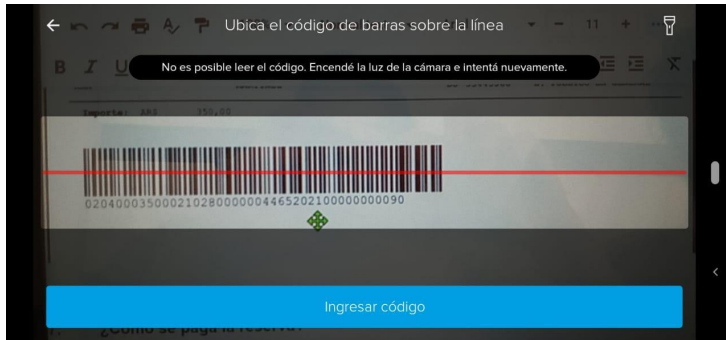 Ubica el código de barras sobre la línea
11
B I U
No es posible leer el código. Encendé la luz de la cámara e intentá nuevamente.
Importe: ARS 350,00
02040003500021028000000446520210000000090
Ingresar código
¿Cómo se paga la reserva?